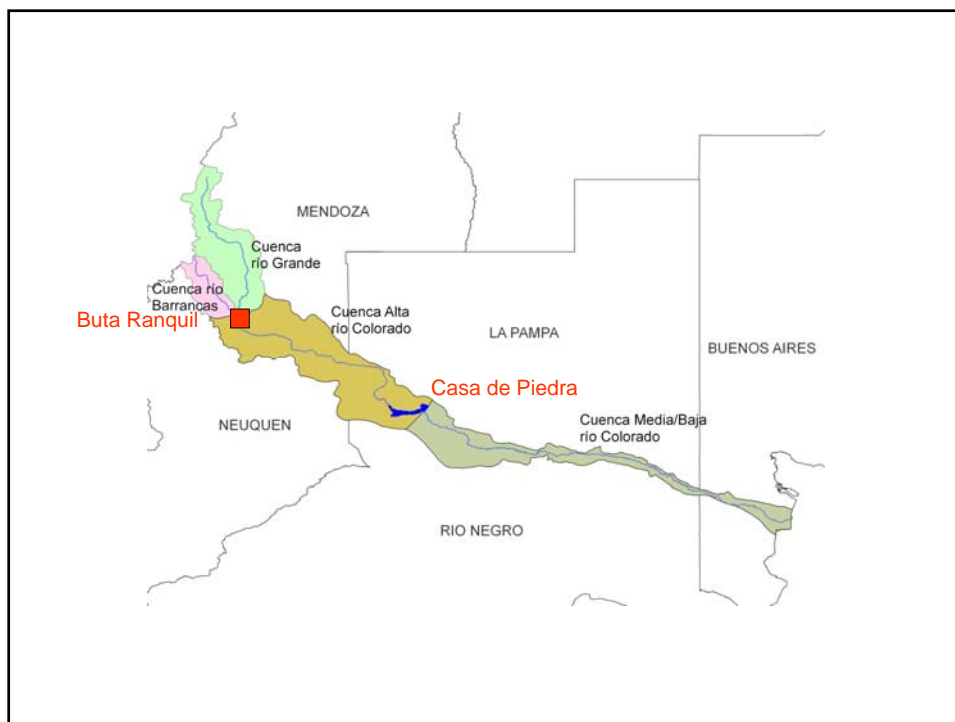 MENDOZA
Cuenca
río Grande
Cuenca río
Barrancas
Buta Ranquil
Cuenca Alta
río Colorado
LA PAMPA
BUENOS AIRES
Casa de Piedra
NEUQUEN
Cuenca Media/Baja
río Colorado
RIO NEGRO